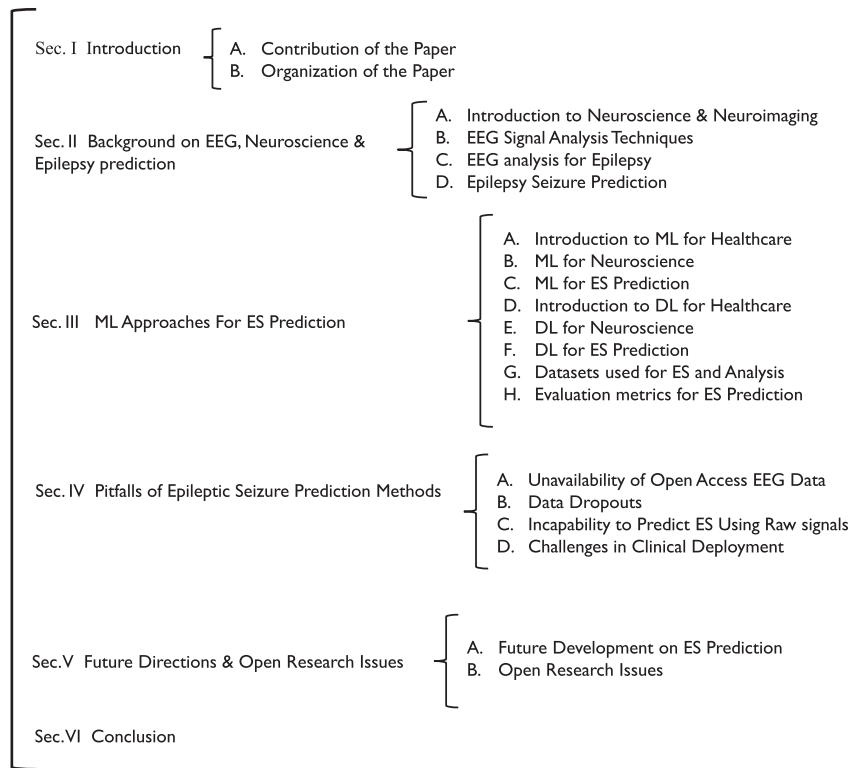 Sec. I Introduction
A. Contribution of the Paper
B. Organization of the Paper
Sec. II Background on EEG, Neuroscience &
Epilepsy prediction
A. Introduction to Neuroscience & Neuroimaging
B. EEG Signal Analysis Techniques
C. EEG analysis for Epilepsy
D. Epilepsy Seizure Prediction
Sec. III ML Approaches For ES Prediction
A. Introduction to ML for Healthcare
B. ML for Neuroscience
C. ML for ES Prediction
D. Introduction to DL for Healthcare
E. DL for Neuroscience
F. DL for ES Prediction
G. Datasets used for ES and Analysis
H. Evaluation metrics for ES Prediction
Sec. IV Pitfalls of Epileptic Seizure Prediction Methods
A. Unavailability of Open Access EEG Data
B. Data Dropouts
C. Incapability to Predict ES Using Raw signals
D. Challenges in Clinical Deployment
Sec.V Future Directions & Open Research Issues
A. Future Development on ES Prediction
B. Open Research Issues
Sec.VI Conclusion